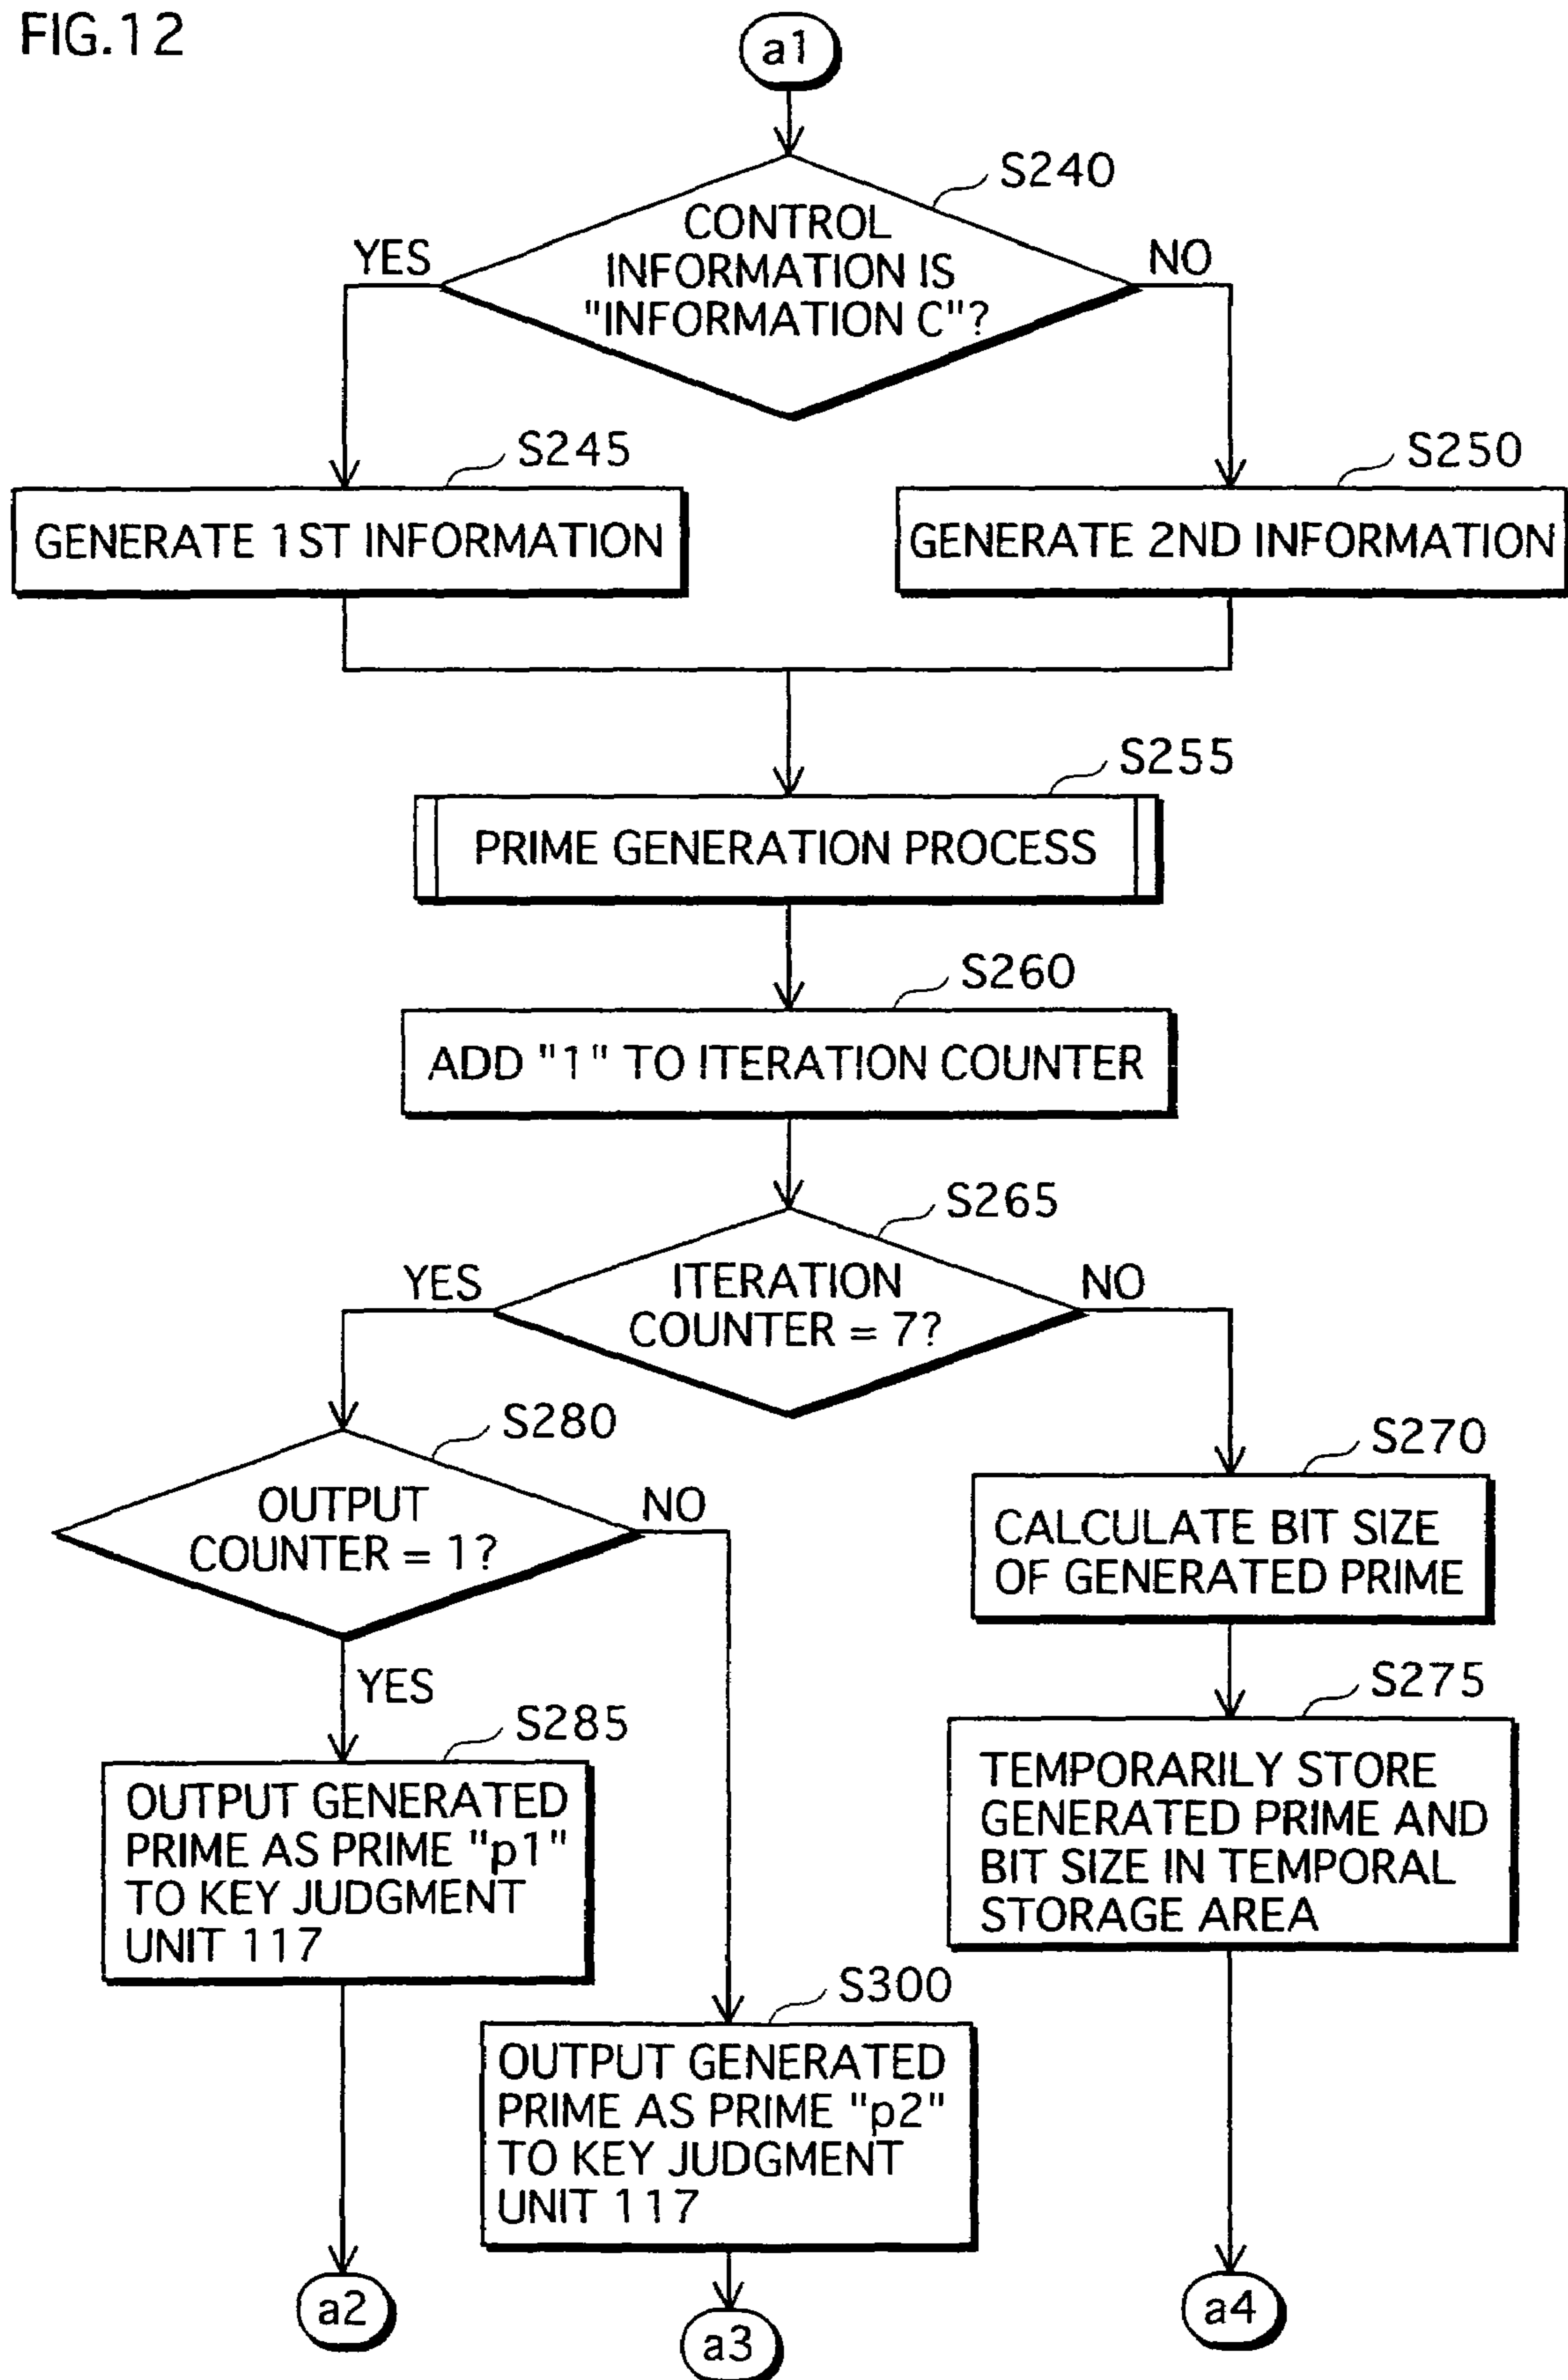 FIG.12
a1
S240
CONTROL
INFORMATION IS
"INFORMATION C"?
YES
NO
S245
GENERATE 1ST INFORMATION
S250
GENERATE 2ND INFORMATION
S255
PRIME GENERATION PROCESS
S260
ADD "1" TO ITERATION COUNTER
S265
ITERATION
COUNTER = 7?
YES
NO
S280
OUTPUT
COUNTER = 1?
NO
YES
S270
CALCULATE BIT SIZE
OF GENERATED PRIME
S275
TEMPORARILY STORE
GENERATED PRIME AND
BIT SIZE IN TEMPORAL
STORAGE AREA
S285
OUTPUT GENERATED
PRIME AS PRIME "p1"
TO KEY JUDGMENT
UNIT 117
S300
OUTPUT GENERATED
PRIME AS PRIME "p2"
TO KEY JUDGMENT
UNIT 117
a2
a3
a4